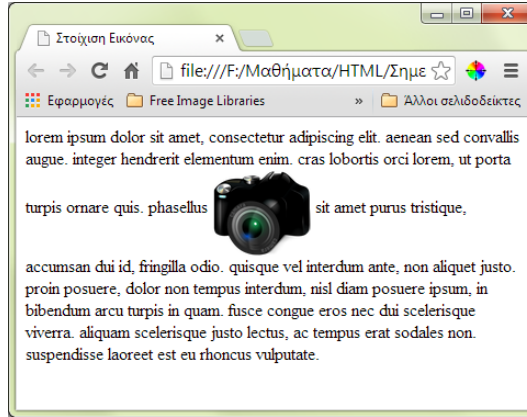 Στοίχιση Εικόνας
file:///F:/Μαθήματα/HTML/Σημε
Εφαρμογές Free Image Libraries » Άλλοι σελιδοδείκτες
lorem ipsum dolor sit amet, consectetur adipiscing elit. aenean sed convallis
augue. integer hendrerit elementum enim. cras lobortis orci lorem, ut porta
turpis ornare quis. phasellus sit amet purus tristique,
accumsan dui id, fringilla odio. quisque vel interdum ante, non aliquet justo.
proin posuere, dolor non tempus interdum, nisl diam posuere ipsum, in
bibendum arcu turpis in quam. fusce congue eros nec dui scelerisque
viverra. aliquam scelerisque justo lectus, ac tempus erat sodales non.
suspendisse laoreet est eu rhoncus vulputate.